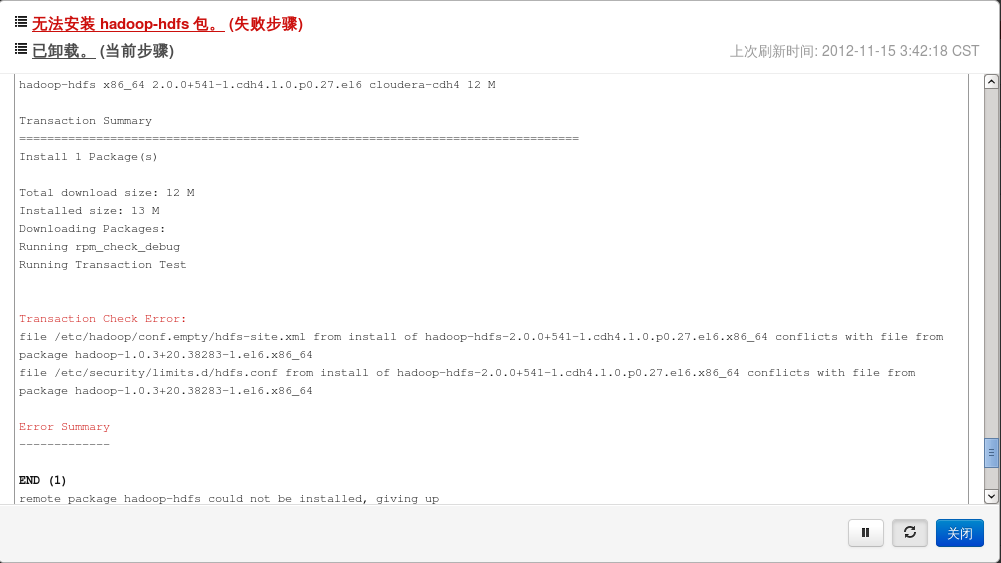 无法安装 hadoop-hdfs 包。 (失败步骤)
已卸载。 (当前步骤)
上次刷新时间: 2012-11-15 3:42:18 CST
hadoop-hdfs x86_64 2.0.0+541-1.cdh4.1.0.p0.27.el6 cloudera-cdh4 12 M
Transaction Summary
================================================================================
Install 1 Package(s)
Total download size: 12 M
Installed size: 13 M
Downloading Packages:
Running rpm_check_debug
Running Transaction Test
Transaction Check Error:
file /etc/hadoop/conf.empty/hdfs-site.xml from install of hadoop-hdfs-2.0.0+541-1.cdh4.1.0.p0.27.el6.x86_64 conflicts with file from
package hadoop-1.0.3+20.38283-1.el6.x86_64
file /etc/security/limits.d/hdfs.conf from install of hadoop-hdfs-2.0.0+541-1.cdh4.1.0.p0.27.el6.x86_64 conflicts with file from
package hadoop-1.0.3+20.38283-1.el6.x86_64
Error Summary
-------------
END (1)
remote package hadoop-hdfs could not be installed, giving up
关闭